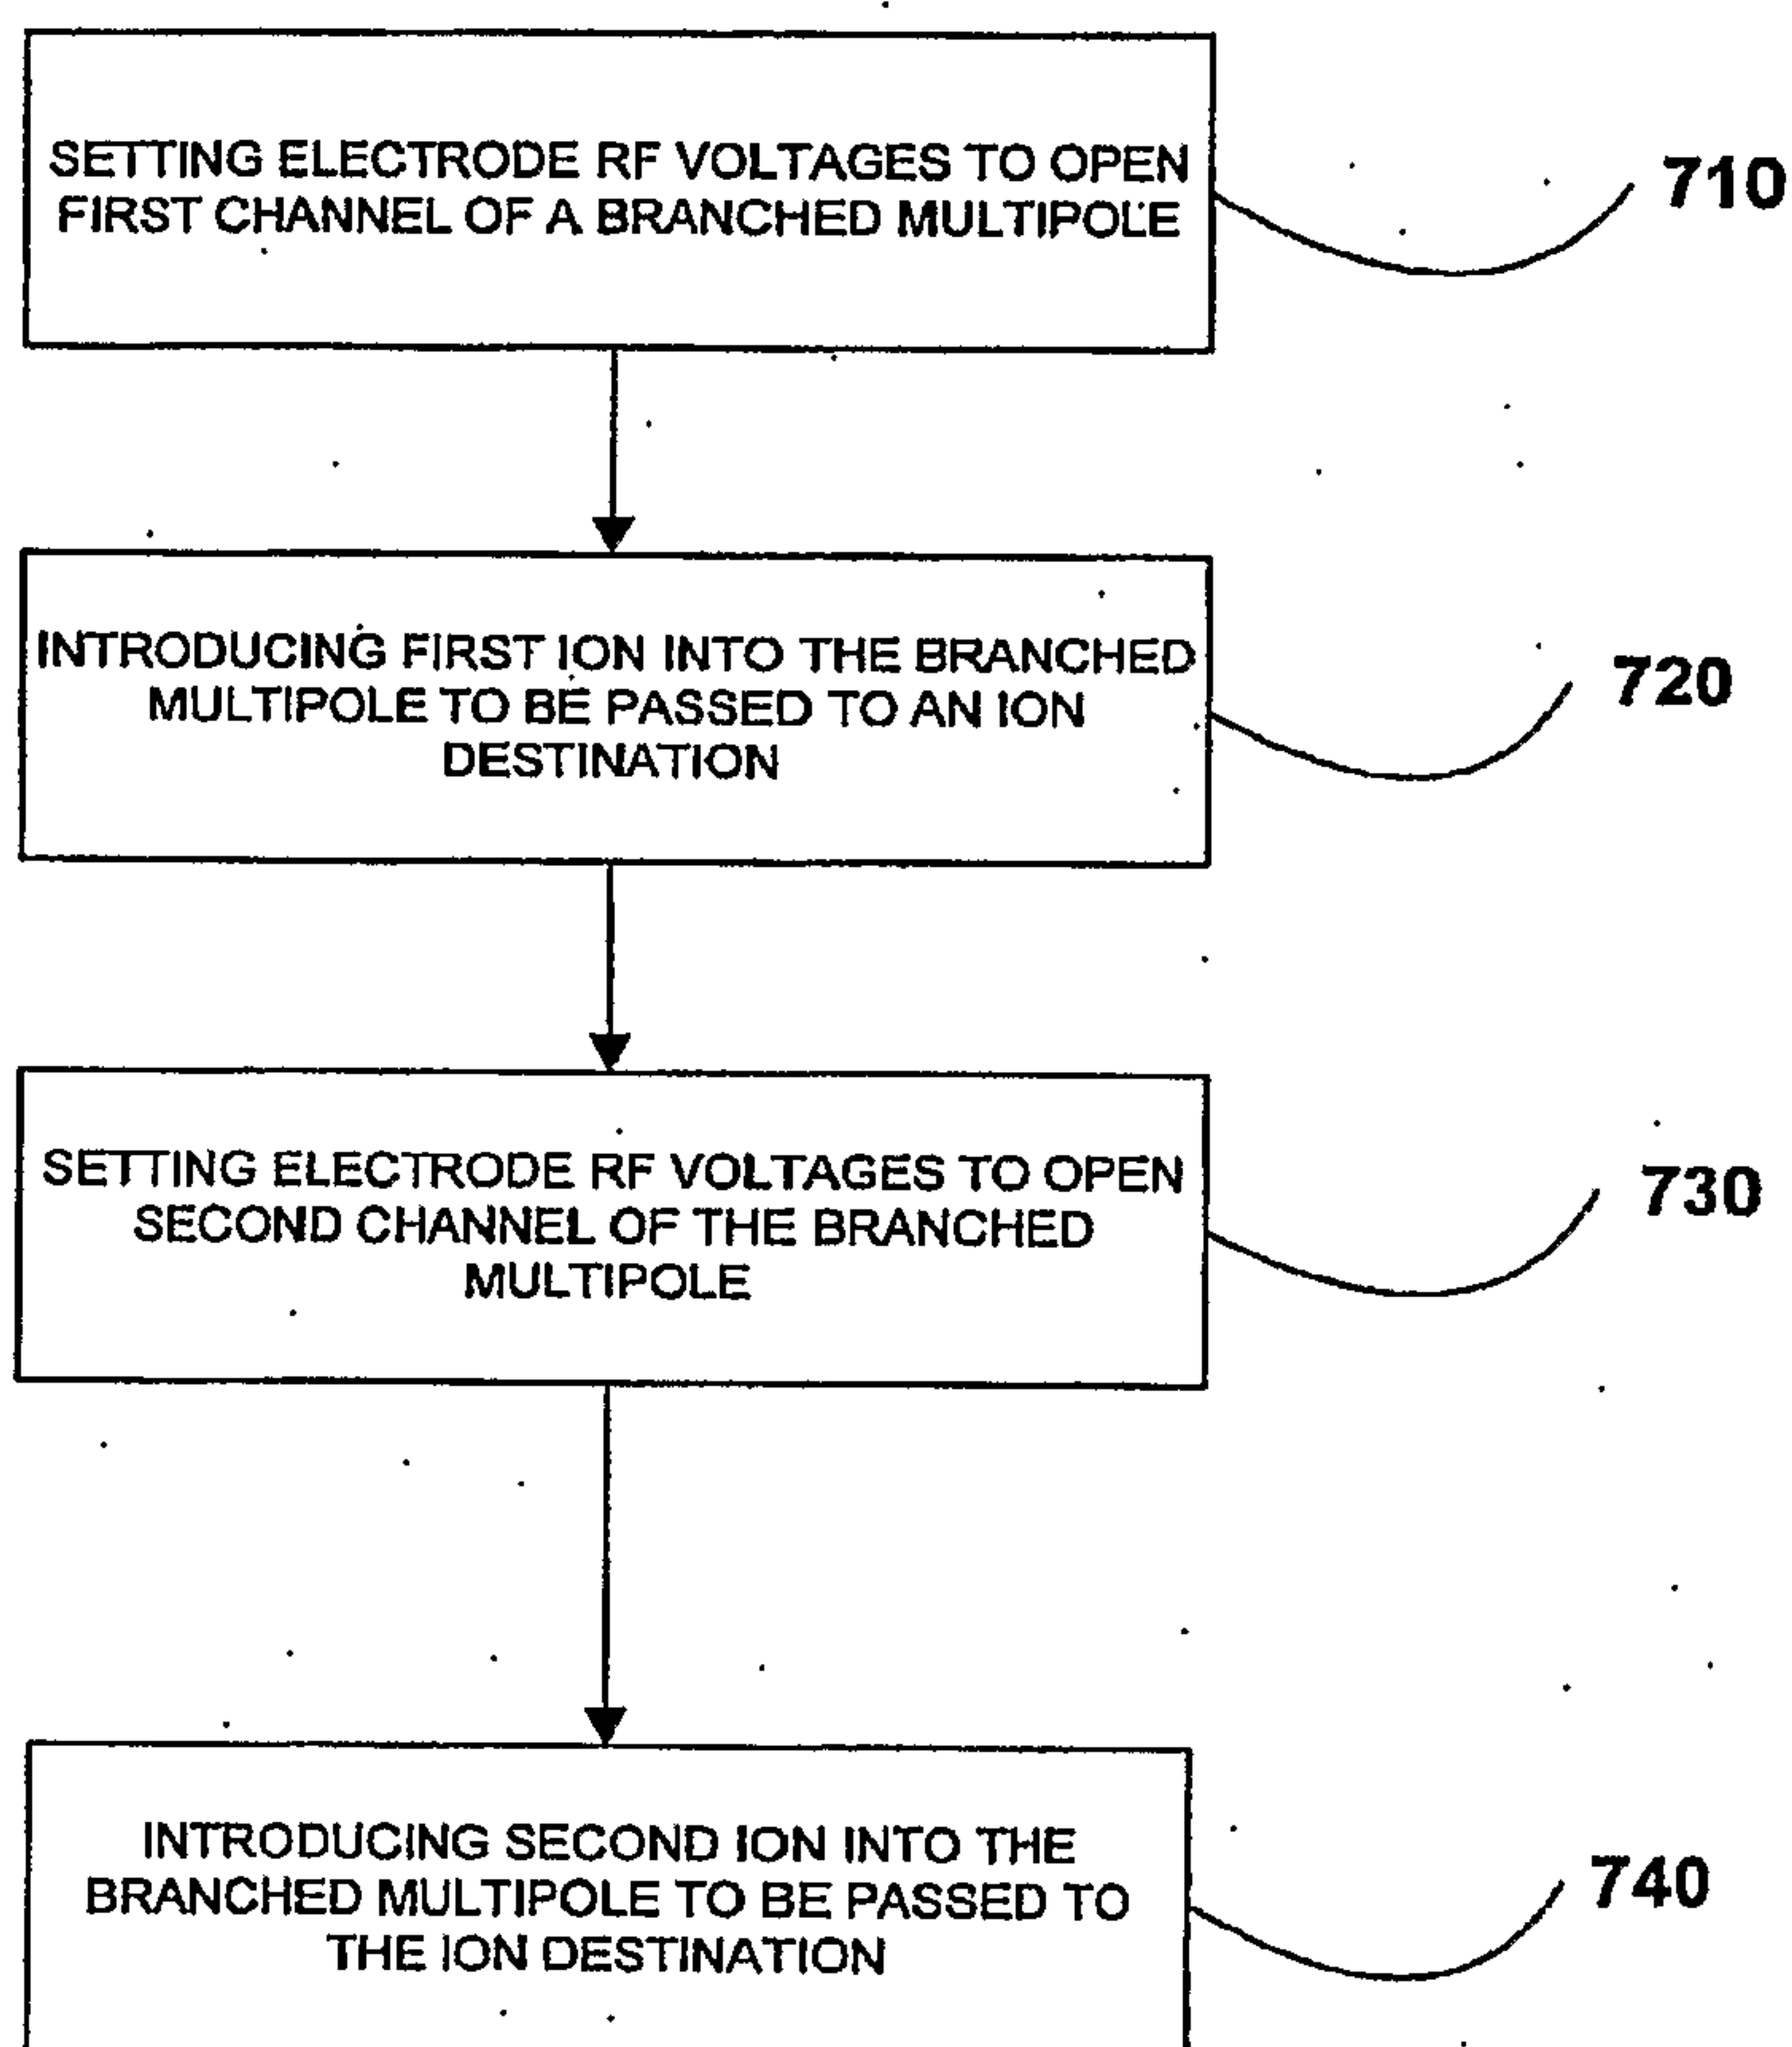 SETTING ELECTRODE RF VOLTAGES TO OPEN
FIRST CHANNEL OF A BRANCHED MULTIPOLE
710
INTRODUCING FIRST ION INTO THE BRANCHED
MULTIPOLE TO BE PASSED TO AN ION
DESTINATION
720
SETTING ELECTRODE RF VOLTAGES TO OPEN
SECOND CHANNEL OF THE BRANCHED
MULTIPOLE
730
INTRODUCING SECOND ION INTO THE
BRANCHED MULTIPOLE TO BE PASSED TO
THE ION DESTINATION
740